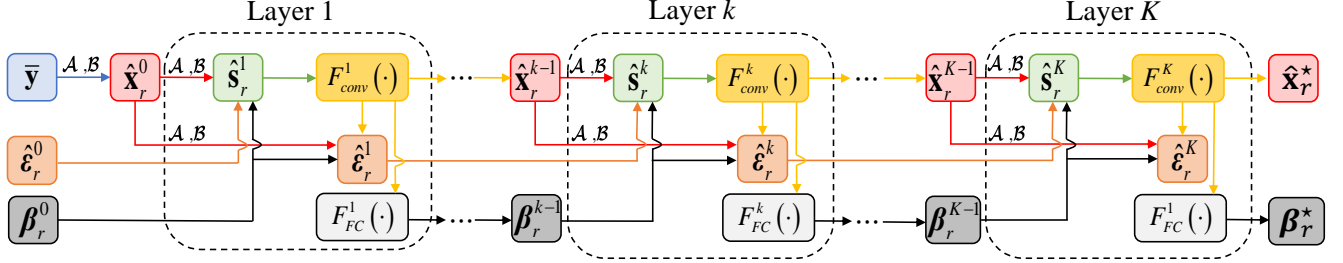 Layer 1 Layer k Layer K
ȳ 𝒜 ,ℬ x̂_r^0 𝒜 ,ℬ ŝ_r^1 F_conv^1 (·) ... x̂_r^{k-1} 𝒜 ,ℬ ŝ_r^k F_conv^k (·) ... x̂_r^{K-1} 𝒜 ,ℬ ŝ_r^K F_conv^K (·) x̂_r^⋆
𝒜 ,ℬ 𝒜 ,ℬ 𝒜 ,ℬ
ε̂_r^0 ε̂_r^1 ε̂_r^k ε̂_r^K
β_r^0 F_FC^1 (·) ... β_r^{k-1} F_FC^k (·) ... β_r^{K-1} F_FC^1 (·) β_r^⋆